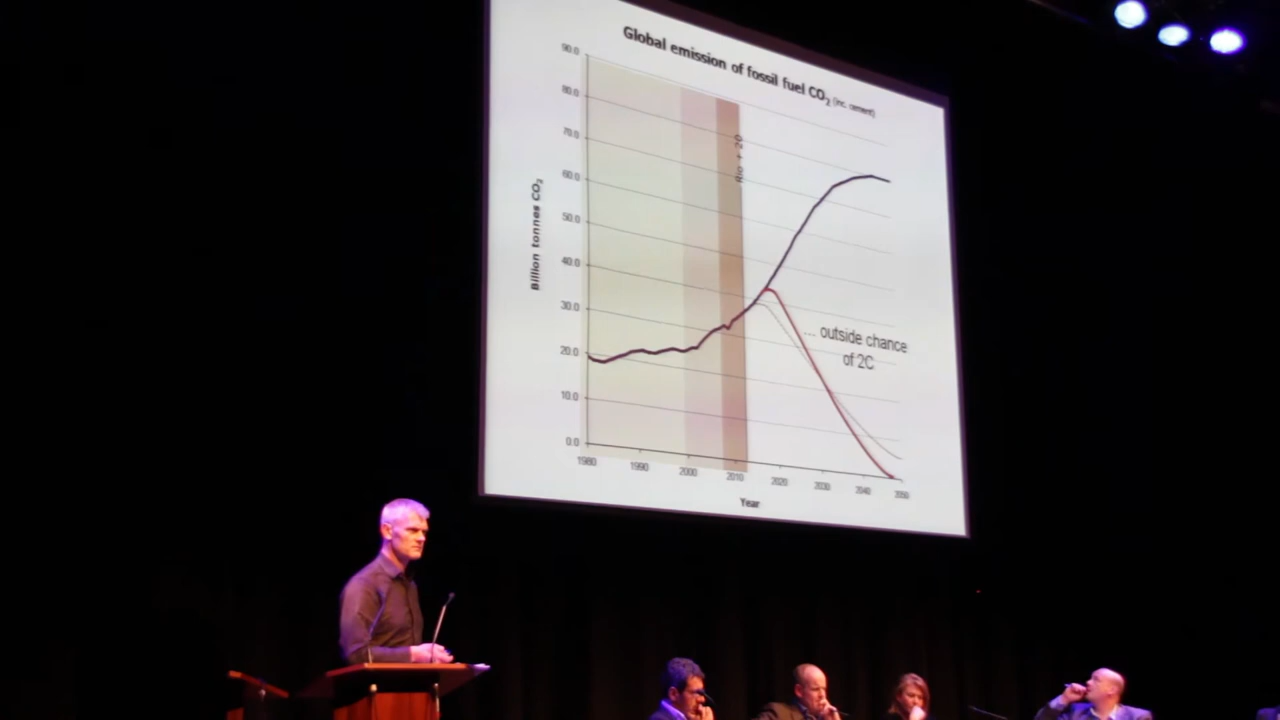 Global emission of fossil fuel CO2 (inc. cement)
90.0
80.0
70.0
60.0
50.0
40.0
30.0
20.0
10.0
0.0
Billion tonnes CO2
Rio + 20
... outside chance
of 2C
1980 1990 2000 2010 2020 2030 2040 2050
Year